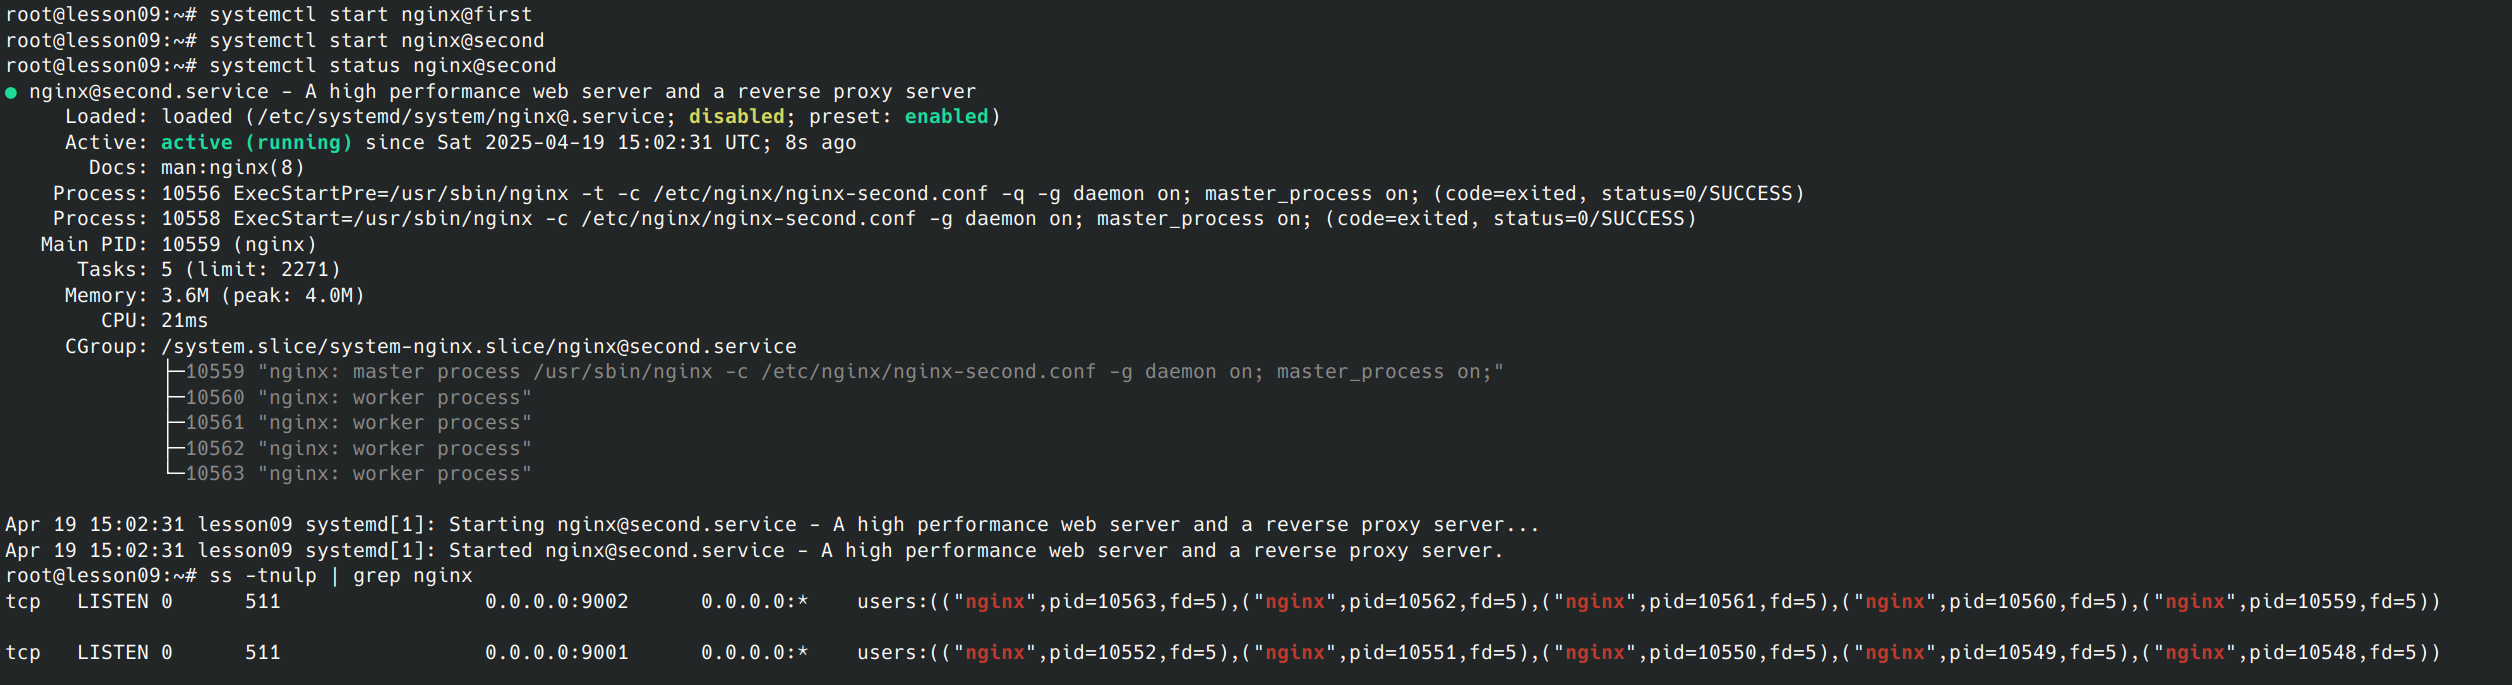 root@lesson09:~# systemctl start nginx@first
root@lesson09:~# systemctl start nginx@second
root@lesson09:~# systemctl status nginx@second
● nginx@second.service - A high performance web server and a reverse proxy server
     Loaded: loaded (/etc/systemd/system/nginx@.service; disabled; preset: enabled)
     Active: active (running) since Sat 2025-04-19 15:02:31 UTC; 8s ago
       Docs: man:nginx(8)
    Process: 10556 ExecStartPre=/usr/sbin/nginx -t -c /etc/nginx/nginx-second.conf -q -g daemon on; master_process on; (code=exited, status=0/SUCCESS)
    Process: 10558 ExecStart=/usr/sbin/nginx -c /etc/nginx/nginx-second.conf -g daemon on; master_process on; (code=exited, status=0/SUCCESS)
   Main PID: 10559 (nginx)
      Tasks: 5 (limit: 2271)
     Memory: 3.6M (peak: 4.0M)
        CPU: 21ms
     CGroup: /system.slice/system-nginx.slice/nginx@second.service
             ├─10559 "nginx: master process /usr/sbin/nginx -c /etc/nginx/nginx-second.conf -g daemon on; master_process on;"
             ├─10560 "nginx: worker process"
             ├─10561 "nginx: worker process"
             ├─10562 "nginx: worker process"
             └─10563 "nginx: worker process"
Apr 19 15:02:31 lesson09 systemd[1]: Starting nginx@second.service - A high performance web server and a reverse proxy server...
Apr 19 15:02:31 lesson09 systemd[1]: Started nginx@second.service - A high performance web server and a reverse proxy server.
root@lesson09:~# ss -tnulp | grep nginx
tcp   LISTEN 0      511                 0.0.0.0:9002      0.0.0.0:*    users:(("nginx",pid=10563,fd=5),("nginx",pid=10562,fd=5),("nginx",pid=10561,fd=5),("nginx",pid=10560,fd=5),("nginx",pid=10559,fd=5))
tcp   LISTEN 0      511                 0.0.0.0:9001      0.0.0.0:*    users:(("nginx",pid=10552,fd=5),("nginx",pid=10551,fd=5),("nginx",pid=10550,fd=5),("nginx",pid=10549,fd=5),("nginx",pid=10548,fd=5))